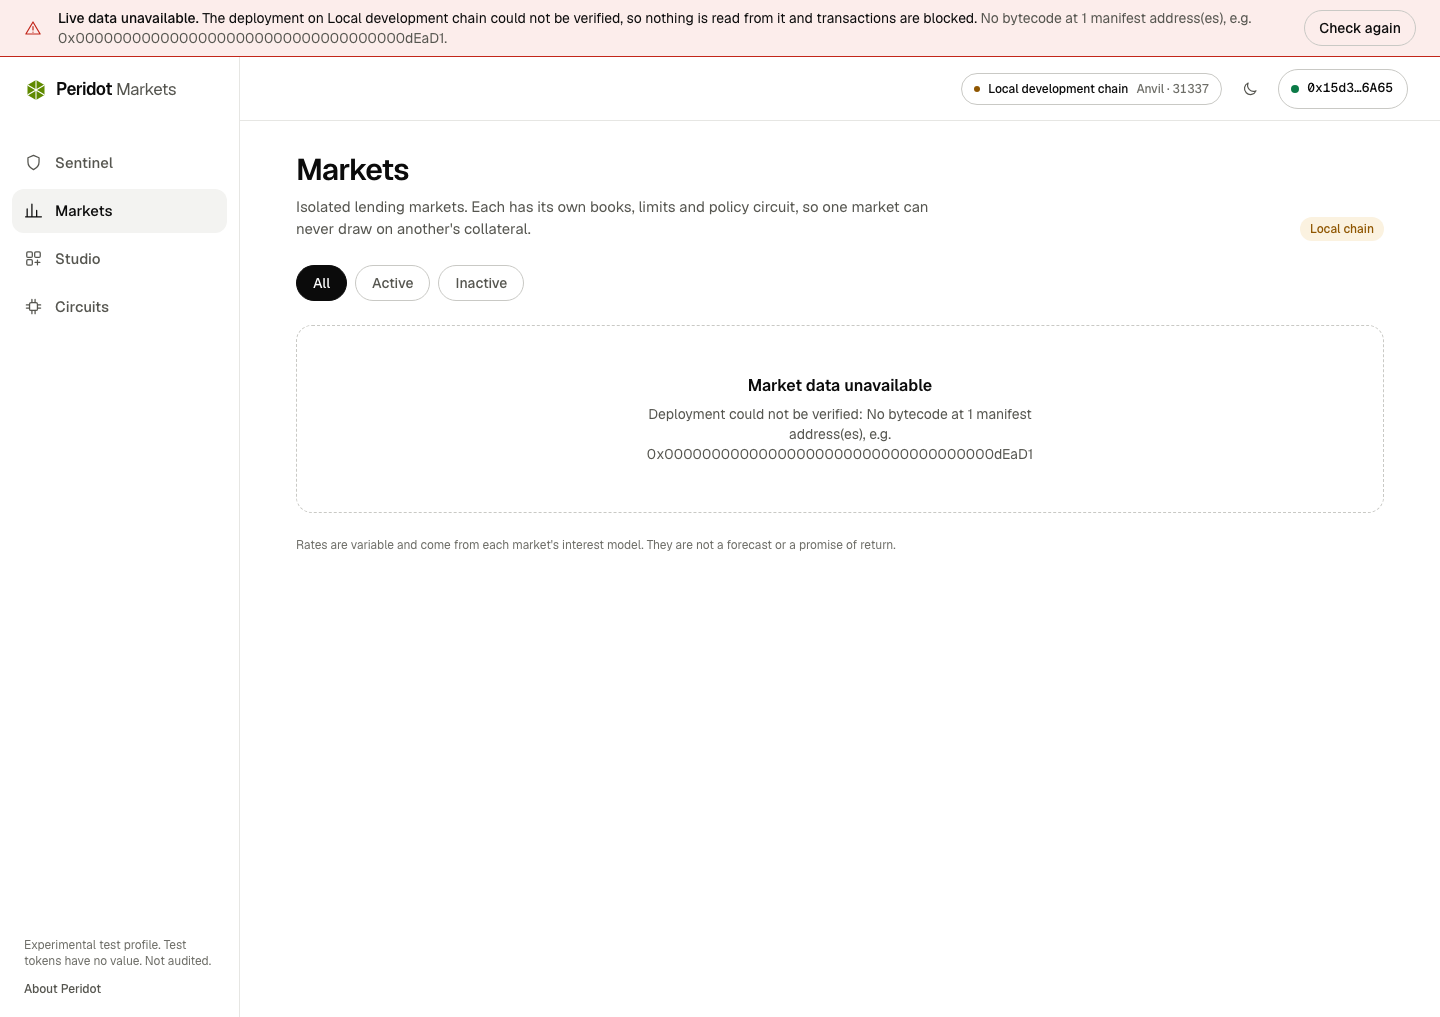 Live data unavailable. The deployment on Local development chain could not be verified, so nothing is read from it and transactions are blocked. No bytecode at 1 manifest address(es), e.g.
0x000000000000000000000000000000000000dEaD1.
Check again
Peridot Markets
Local development chain Anvil · 31337
0x15d3…6A65
Sentinel
Markets
Studio
Circuits
Markets
Isolated lending markets. Each has its own books, limits and policy circuit, so one market can
never draw on another's collateral.
Local chain
All
Active
Inactive
Market data unavailable
Deployment could not be verified: No bytecode at 1 manifest
address(es), e.g.
0x000000000000000000000000000000000000dEaD1
Rates are variable and come from each market's interest model. They are not a forecast or a promise of return.
Experimental test profile. Test
tokens have no value. Not audited.
About Peridot